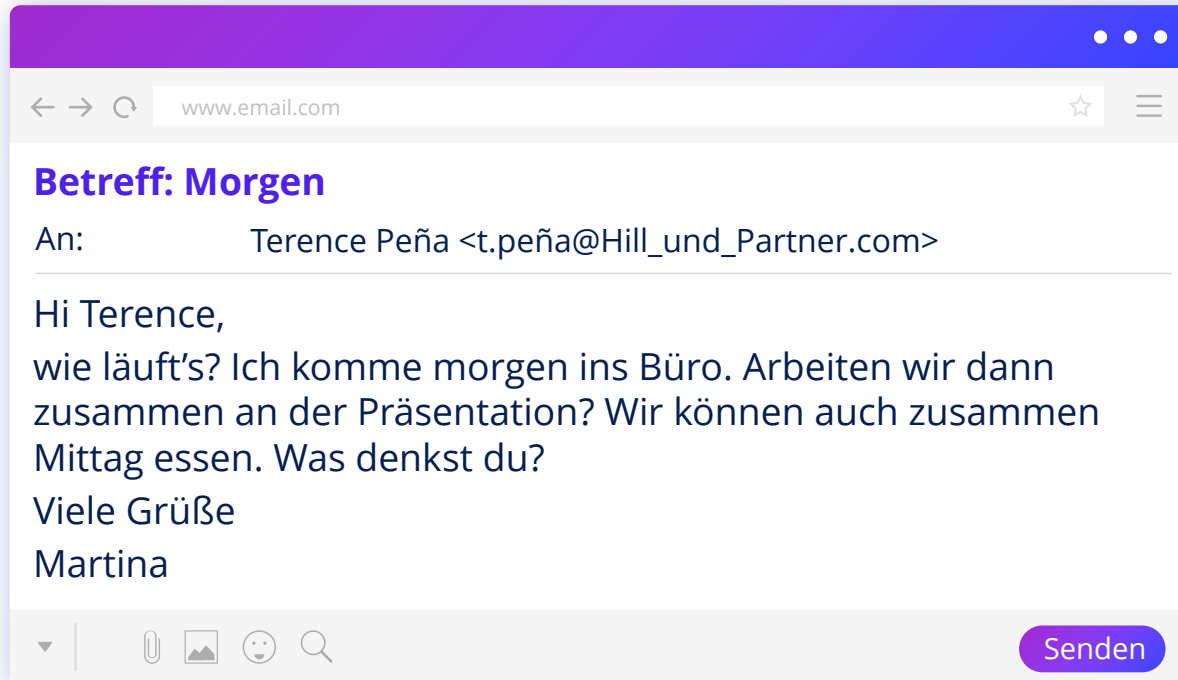 www.email.com
Betreff: Morgen
An: Terence Peña <t.peña@Hill_und_Partner.com>
Hi Terence,
wie läuft’s? Ich komme morgen ins Büro. Arbeiten wir dann
zusammen an der Präsentation? Wir können auch zusammen
Mittag essen. Was denkst du?
Viele Grüße
Martina
Senden